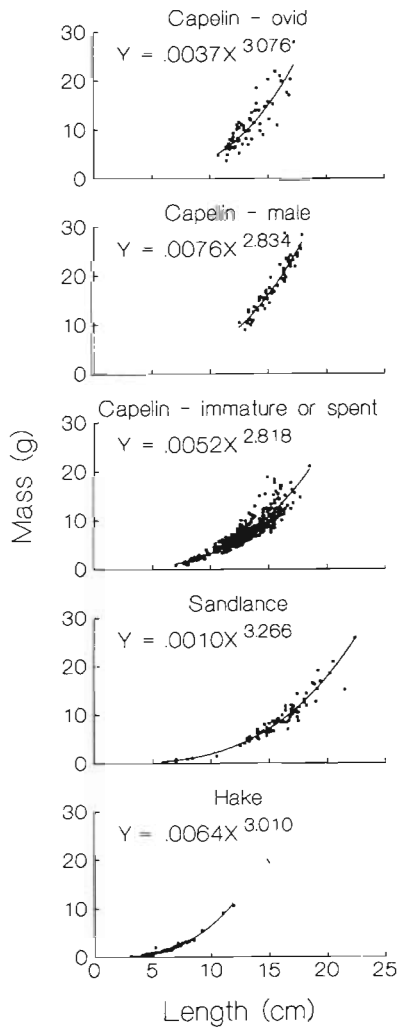 Capelin - ovid
Y = .0037X 3.076
30
20
10
0
Capelin - male
Y = .0076X 2.834
30
20
10
0
Capelin - immature or spent
Y = .0052X 2.818
30
20
10
0
Mass (g)
Sandlance
Y = .0010X 3.266
30
20
10
0
Hake
Y = .0064X 3.010
30
20
10
0
0 5 10 15 20 25
Length (cm)